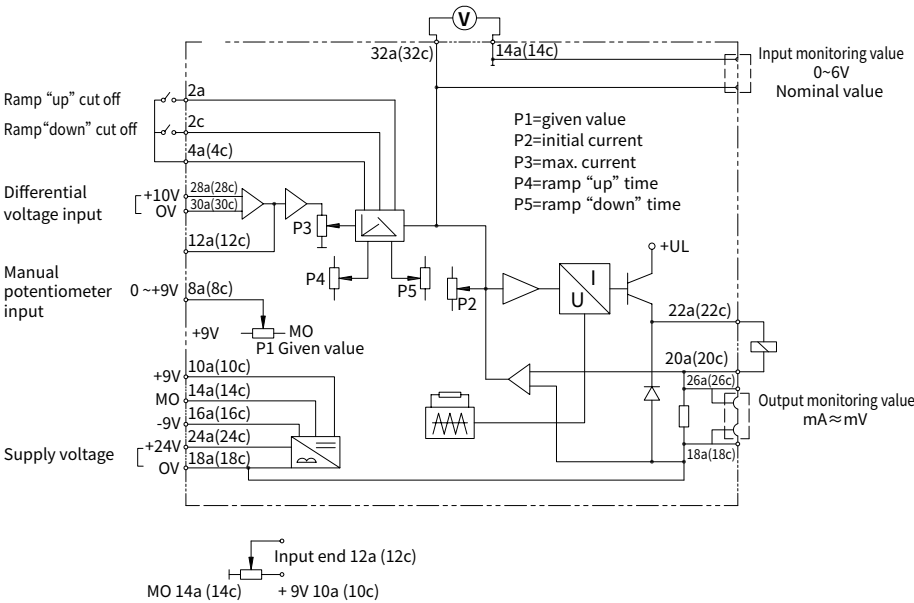 V
32a(32c)
14a(14c)
Input monitoring value
0~6V
Nominal value
Ramp “up” cut off
2a
Ramp“down” cut off
2c
4a(4c)
P1=given value
P2=initial current
P3=max. current
P4=ramp “up” time
P5=ramp “down” time
Differential
voltage input
+10V
28a(28c)
OV
30a(30c)
12a(12c)
P3
P4
P5
P2
+UL
I
U
Manual
potentiometer
input
0 ~+9V
8a(8c)
+9V
MO
P1 Given value
22a(22c)
20a(20c)
26a(26c)
Output monitoring value
mA≈mV
18a(18c)
+9V
10a(10c)
MO
14a(14c)
-9V
16a(16c)
Supply voltage
+24V
24a(24c)
OV
18a(18c)
Input end 12a (12c)
MO 14a (14c)
+ 9V 10a (10c)